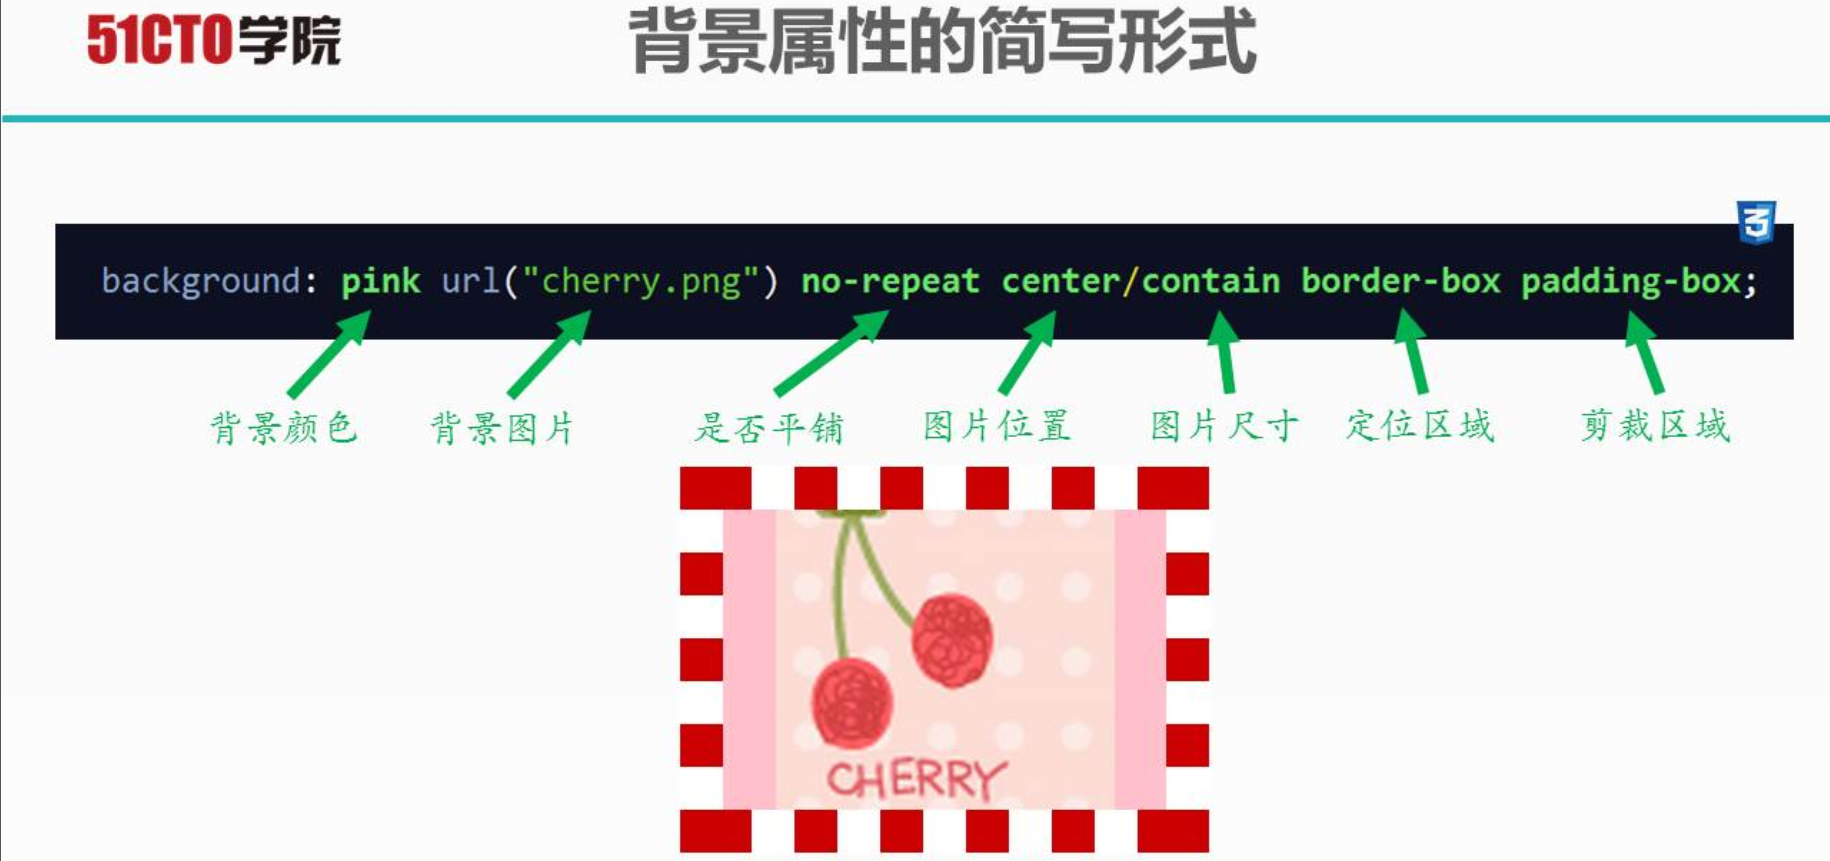 51CTO学院
背景属性的简写形式
3
background: pink url("cherry.png") no-repeat center/contain border-box padding-box;
背景颜色 背景图片 是否平铺 图片位置 图片尺寸 定位区域 剪裁区域
CHERRY